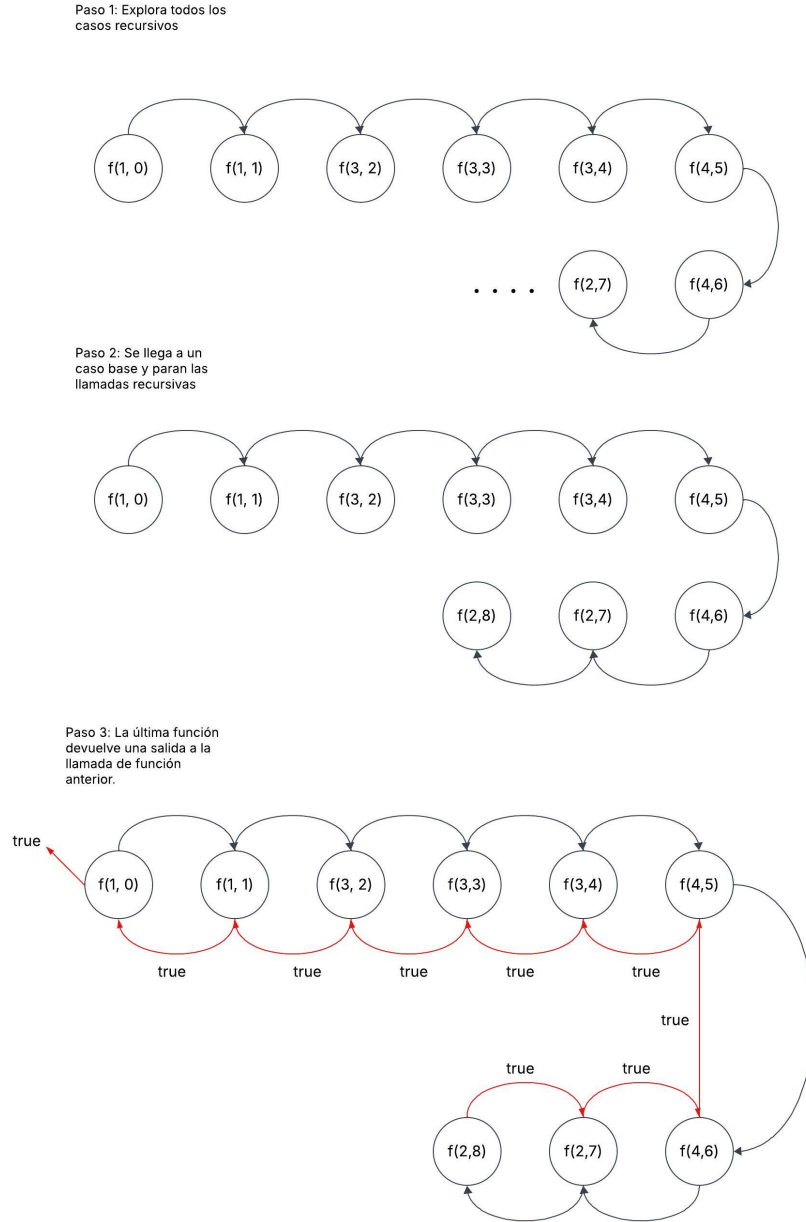 Paso 1: Explora todos los
casos recursivos
f(1, 0)
f(1, 1)
f(3, 2)
f(3,3)
f(3,4)
f(4,5)
. . . .
f(2,7)
f(4,6)
Paso 2: Se llega a un
caso base y paran las
llamadas recursivas
f(1, 0)
f(1, 1)
f(3, 2)
f(3,3)
f(3,4)
f(4,5)
f(2,8)
f(2,7)
f(4,6)
Paso 3: La última función
devuelve una salida a la
llamada de función
anterior.
true
f(1, 0)
f(1, 1)
f(3, 2)
f(3,3)
f(3,4)
f(4,5)
true
true
true
true
true
true
true
true
f(2,8)
f(2,7)
f(4,6)